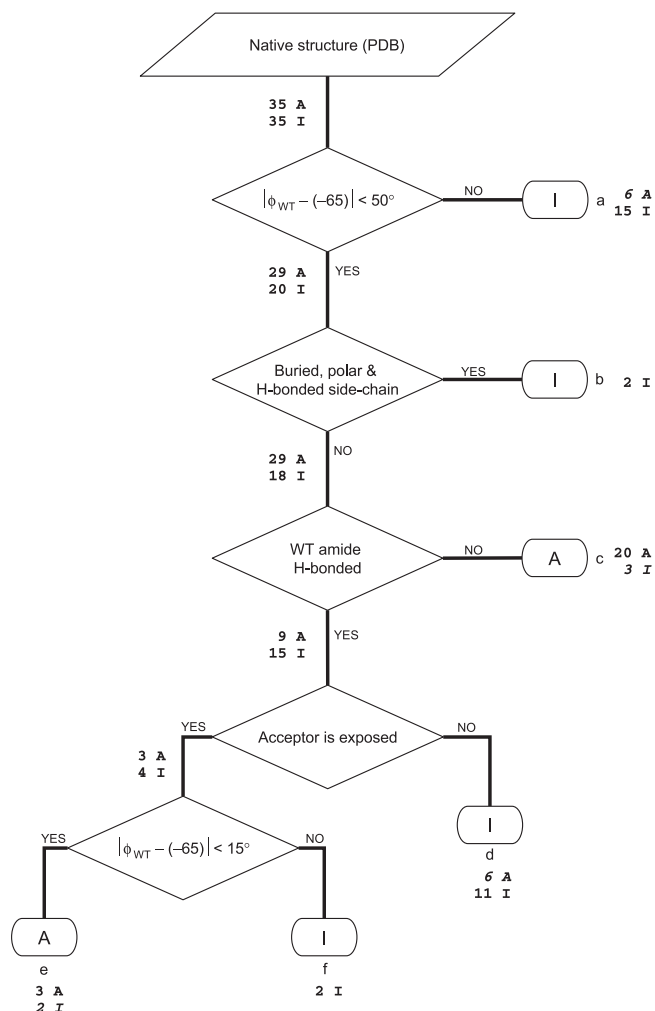 Native structure (PDB)
35 A
35 I
|ϕWT – (–65)| < 50°
NO
I
a
6 A
15 I
29 A
20 I
YES
Buried, polar &
H-bonded side-chain
YES
I
b
2 I
29 A
18 I
NO
WT amide
H-bonded
NO
A
c
20 A
3 I
9 A
15 I
YES
Acceptor is exposed
YES
NO
3 A
4 I
|ϕWT – (–65)| < 15°
YES
NO
I
d
6 A
11 I
A
e
3 A
2 I
I
f
2 I